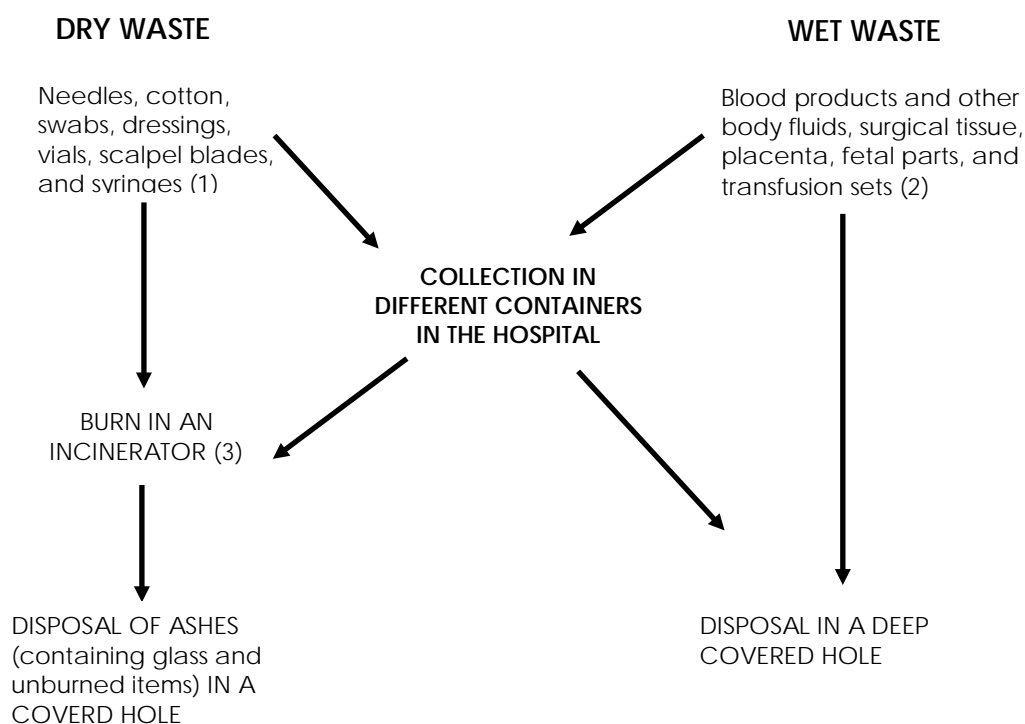 DRY WASTE
WET WASTE
Needles, cotton,
swabs, dressings,
vials, scalpel blades,
and syringes (1)
Blood products and other
body fluids, surgical tissue,
placenta, fetal parts, and
transfusion sets (2)
COLLECTION IN
DIFFERENT CONTAINERS
IN THE HOSPITAL
BURN IN AN
INCINERATOR (3)
DISPOSAL OF ASHES
(containing glass and
unburned items) IN A
COVERD HOLE
DISPOSAL IN A DEEP
COVERED HOLE